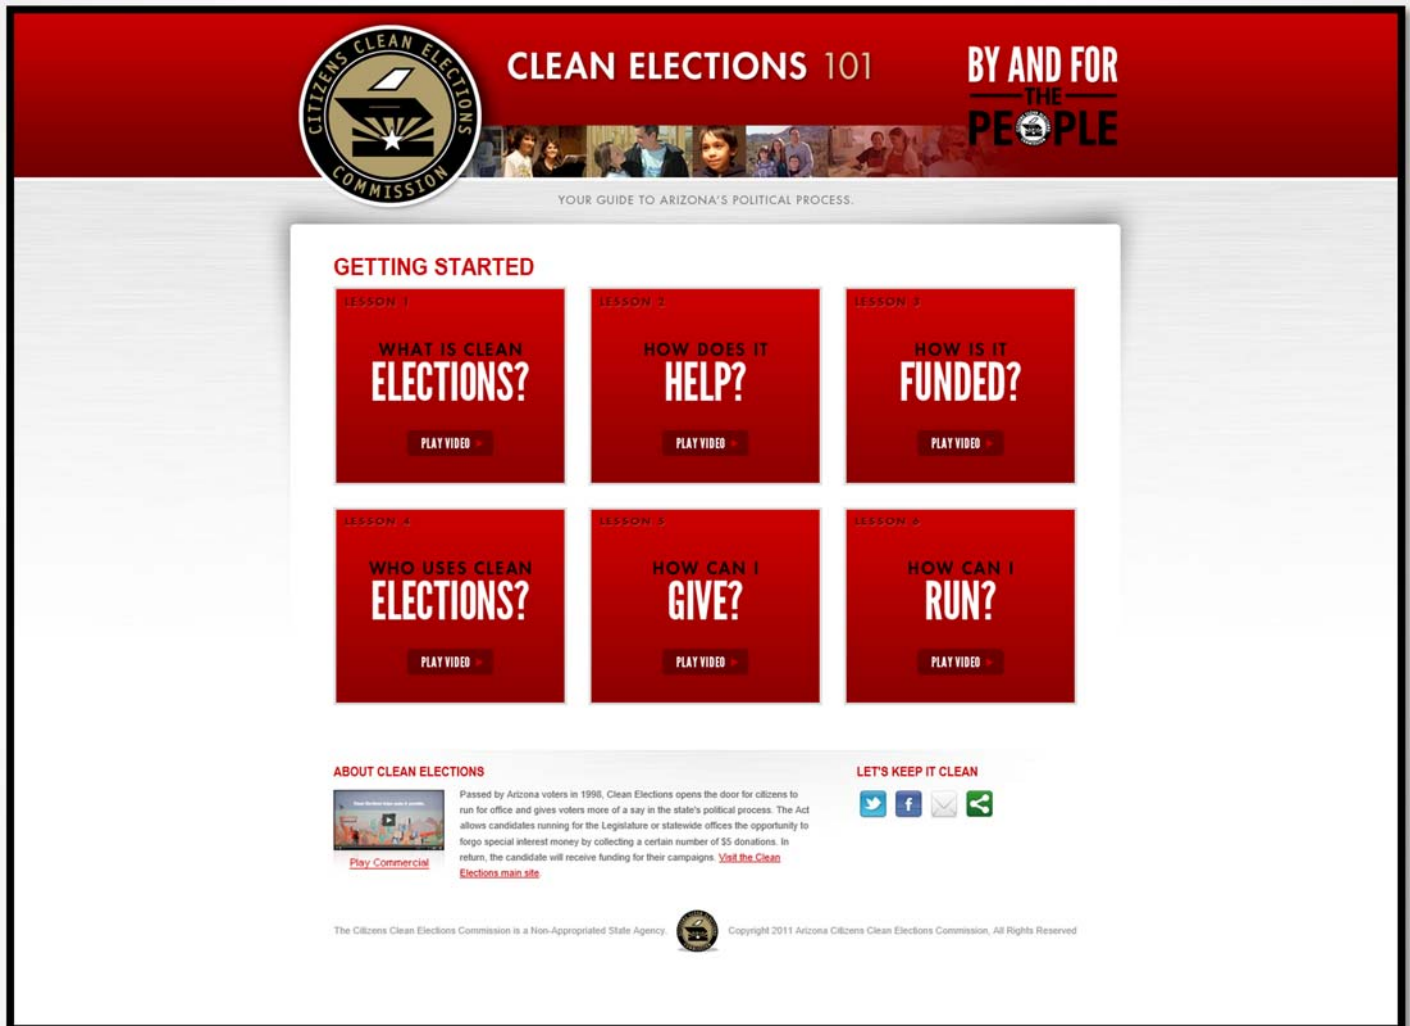 CITIZENS CLEAN ELECTIONS
COMMISSION
CLEAN ELECTIONS 101
BY AND FOR
THE
PEOPLE
YOUR GUIDE TO ARIZONA'S POLITICAL PROCESS.
GETTING STARTED
LESSON 1
WHAT IS CLEAN
ELECTIONS?
PLAY VIDEO
LESSON 2
HOW DOES IT
HELP?
PLAY VIDEO
LESSON 3
HOW IS IT
FUNDED?
PLAY VIDEO
LESSON 4
WHO USES CLEAN
ELECTIONS?
PLAY VIDEO
LESSON 5
HOW CAN I
GIVE?
PLAY VIDEO
LESSON 6
HOW CAN I
RUN?
PLAY VIDEO
ABOUT CLEAN ELECTIONS
Play Commercial
Passed by Arizona voters in 1998, Clean Elections opens the door for citizens to
run for office and gives voters more of a say in the state's political process. The Act
allows candidates running for the Legislature or statewide offices the opportunity to
forgo special interest money by collecting a certain number of $5 donations. In
return, the candidate will receive funding for their campaigns. Visit the Clean
Elections main site.
LET'S KEEP IT CLEAN
The Citizens Clean Elections Commission is a Non-Appropriated State Agency.
Copyright 2011 Arizona Citizens Clean Elections Commission, All Rights Reserved